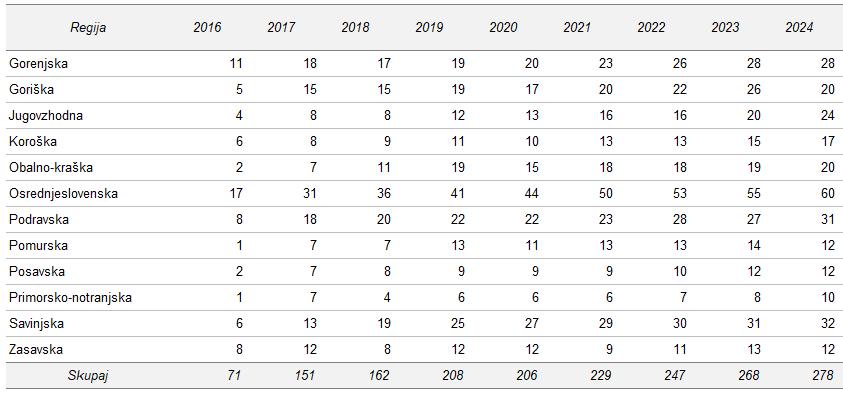 Regija 2016 2017 2018 2019 2020 2021 2022 2023 2024
Gorenjska 11 18 17 19 20 23 26 28 28
Goriška 5 15 15 19 17 20 22 26 20
Jugovzhodna 4 8 8 12 13 16 16 20 24
Koroška 6 8 9 11 10 13 13 15 17
Obalno-kraška 2 7 11 19 15 18 18 19 20
Osrednjeslovenska 17 31 36 41 44 50 53 55 60
Podravska 8 18 20 22 22 23 28 27 31
Pomurska 1 7 7 13 11 13 13 14 12
Posavska 2 7 8 9 9 9 10 12 12
Primorsko-notranjska 1 7 4 6 6 6 7 8 10
Savinjska 6 13 19 25 27 29 30 31 32
Zasavska 8 12 8 12 12 9 11 13 12
Skupaj 71 151 162 208 206 229 247 268 278